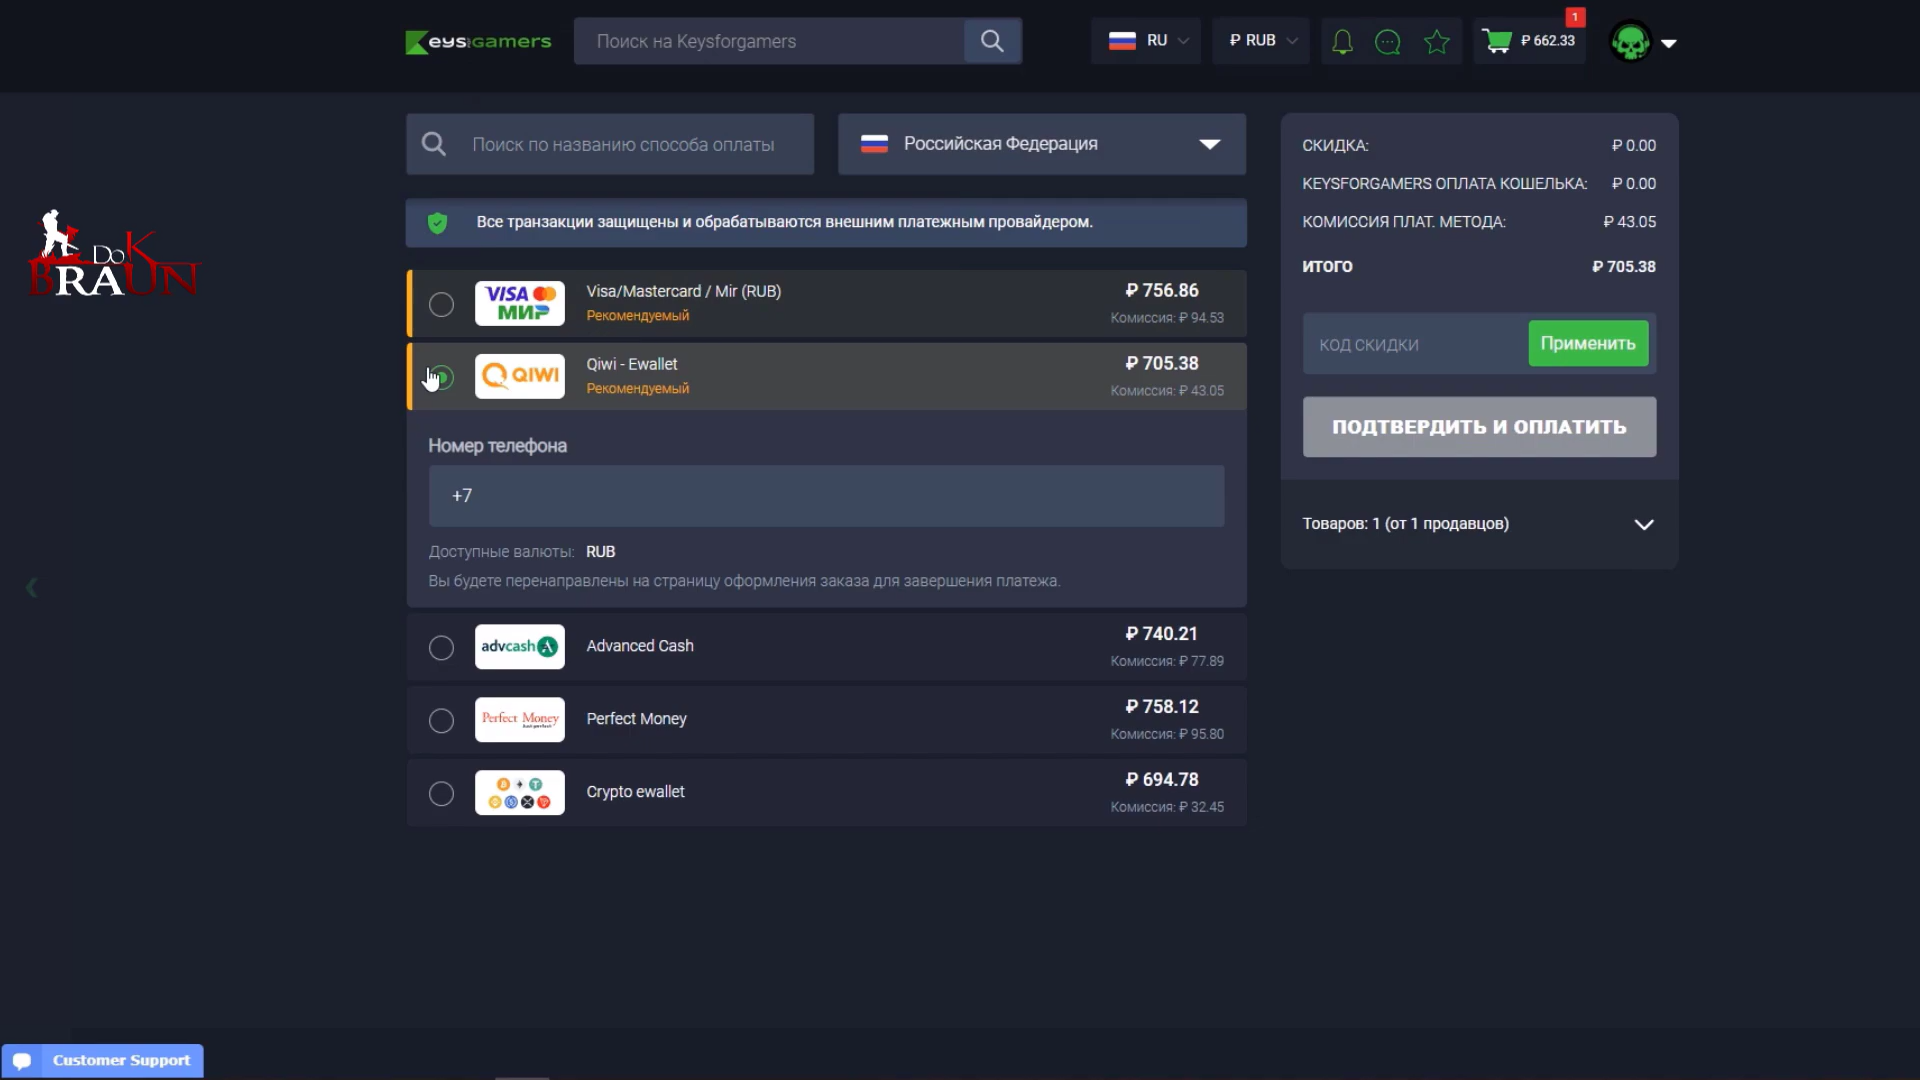 KeysforGamers
Поиск на Keysforgamers
RU
₽ RUB
1
₽ 662.33
Поиск по названию способа оплаты
Российская Федерация
Все транзакции защищены и обрабатываются внешним платежным провайдером.
DoK
BRAUN
VISA
МИР
Visa/Mastercard / Mir (RUB)
Рекомендуемый
₽ 756.86
Комиссия: ₽ 94.53
QIWI
Qiwi - Ewallet
Рекомендуемый
₽ 705.38
Комиссия: ₽ 43.05
Номер телефона
+7
Доступные валюты: RUB
Вы будете перенаправлены на страницу оформления заказа для завершения платежа.
advcash
Advanced Cash
₽ 740.21
Комиссия: ₽ 77.89
Perfect Money
Perfect Money
₽ 758.12
Комиссия: ₽ 95.80
Crypto ewallet
₽ 694.78
Комиссия: ₽ 32.45
СКИДКА: ₽ 0.00
KEYSFORGAMERS ОПЛАТА КОШЕЛЬКА: ₽ 0.00
КОМИССИЯ ПЛАТ. МЕТОДА: ₽ 43.05
ИТОГО ₽ 705.38
КОД СКИДКИ
Применить
ПОДТВЕРДИТЬ И ОПЛАТИТЬ
Товаров: 1 (от 1 продавцов)
Customer Support